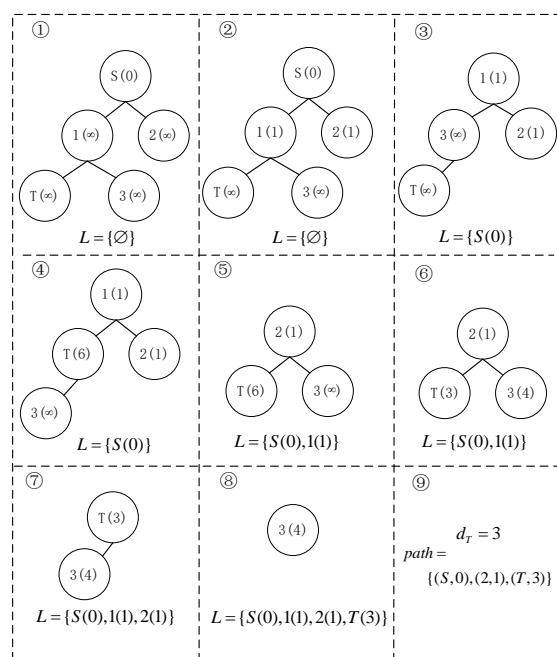 ① ② ③
S(0) S(0) 1(1)
1(∞) 2(∞) 1(1) 2(1) 3(∞) 2(1)
T(∞) 3(∞) T(∞) 3(∞) T(∞)
L={∅} L={∅} L={S(0)}
④ ⑤ ⑥
1(1) 2(1) 2(1)
T(6) 2(1) T(6) 3(∞) T(3) 3(4)
3(∞)
L={S(0)} L={S(0),1(1)} L={S(0),1(1)}
⑦ ⑧ ⑨
T(3) 3(4) d_T=3
3(4) path=
{(S,0),(2,1),(T,3)}
L={S(0),1(1),2(1)} L={S(0),1(1),2(1),T(3)}